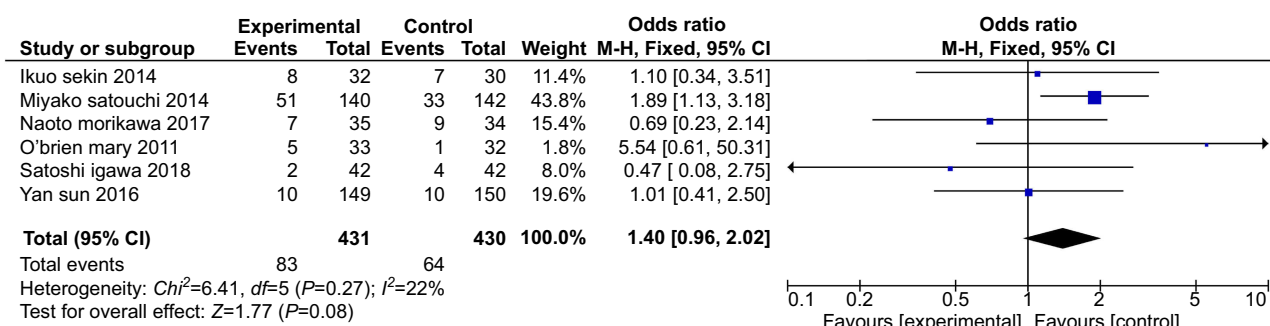 Experimental Control Odds ratio Odds ratio
Study or subgroup Events Total Events Total Weight M-H, Fixed, 95% CI M-H, Fixed, 95% CI
Ikuo sekin 2014 8 32 7 30 11.4% 1.10 [0.34, 3.51]
Miyako satouchi 2014 51 140 33 142 43.8% 1.89 [1.13, 3.18]
Naoto morikawa 2017 7 35 9 34 15.4% 0.69 [0.23, 2.14]
O'brien mary 2011 5 33 1 32 1.8% 5.54 [0.61, 50.31]
Satoshi igawa 2018 2 42 4 42 8.0% 0.47 [ 0.08, 2.75]
Yan sun 2016 10 149 10 150 19.6% 1.01 [0.41, 2.50]
Total (95% CI) 431 430 100.0% 1.40 [0.96, 2.02]
Total events 83 64
Heterogeneity: Chi²=6.41, df=5 (P=0.27); I²=22%
Test for overall effect: Z=1.77 (P=0.08)
0.1 0.2 0.5 1 2 5 10
Favours [experimental] Favours [control]